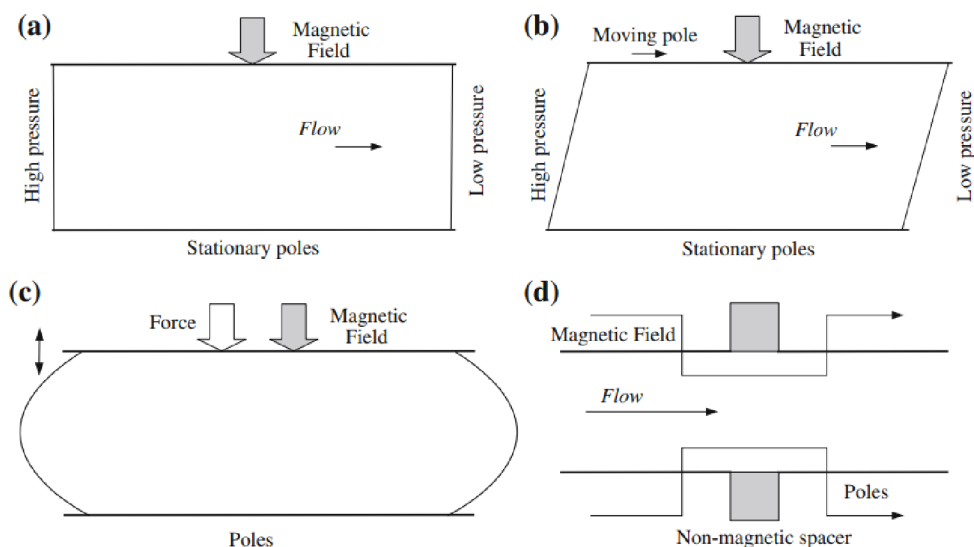 (a)
Magnetic
Field
High pressure
Flow
Low pressure
Stationary poles
(b)
Moving pole
Magnetic
Field
High pressure
Flow
Low pressure
Stationary poles
(c)
Force
Magnetic
Field
Poles
(d)
Magnetic Field
Flow
Poles
Non-magnetic spacer